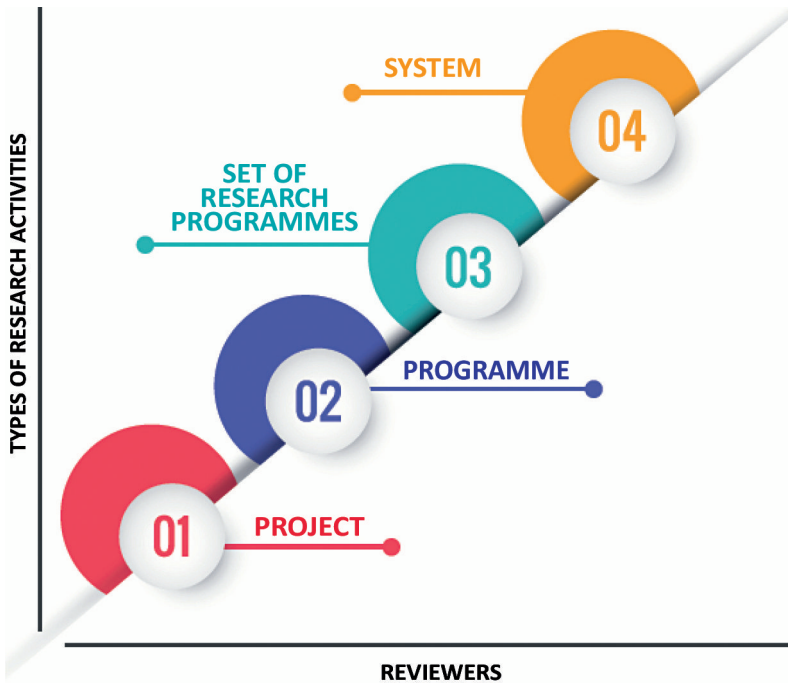 SYSTEM
04
SET OF
RESEARCH
PROGRAMMES
03
PROGRAMME
02
PROJECT
01
TYPES OF RESEARCH ACTIVITIES
REVIEWERS